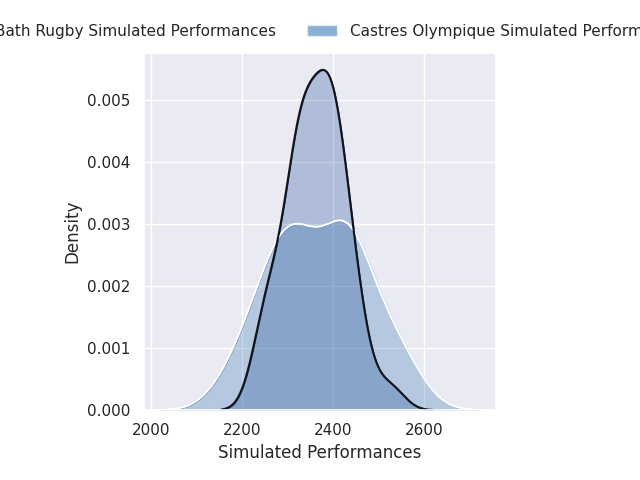 Bath Rugby Simulated Performances Castres Olympique Simulated Perform
0.005
0.004
0.003
0.002
0.001
0.000
Density
2000 2200 2400 2600
Simulated Performances